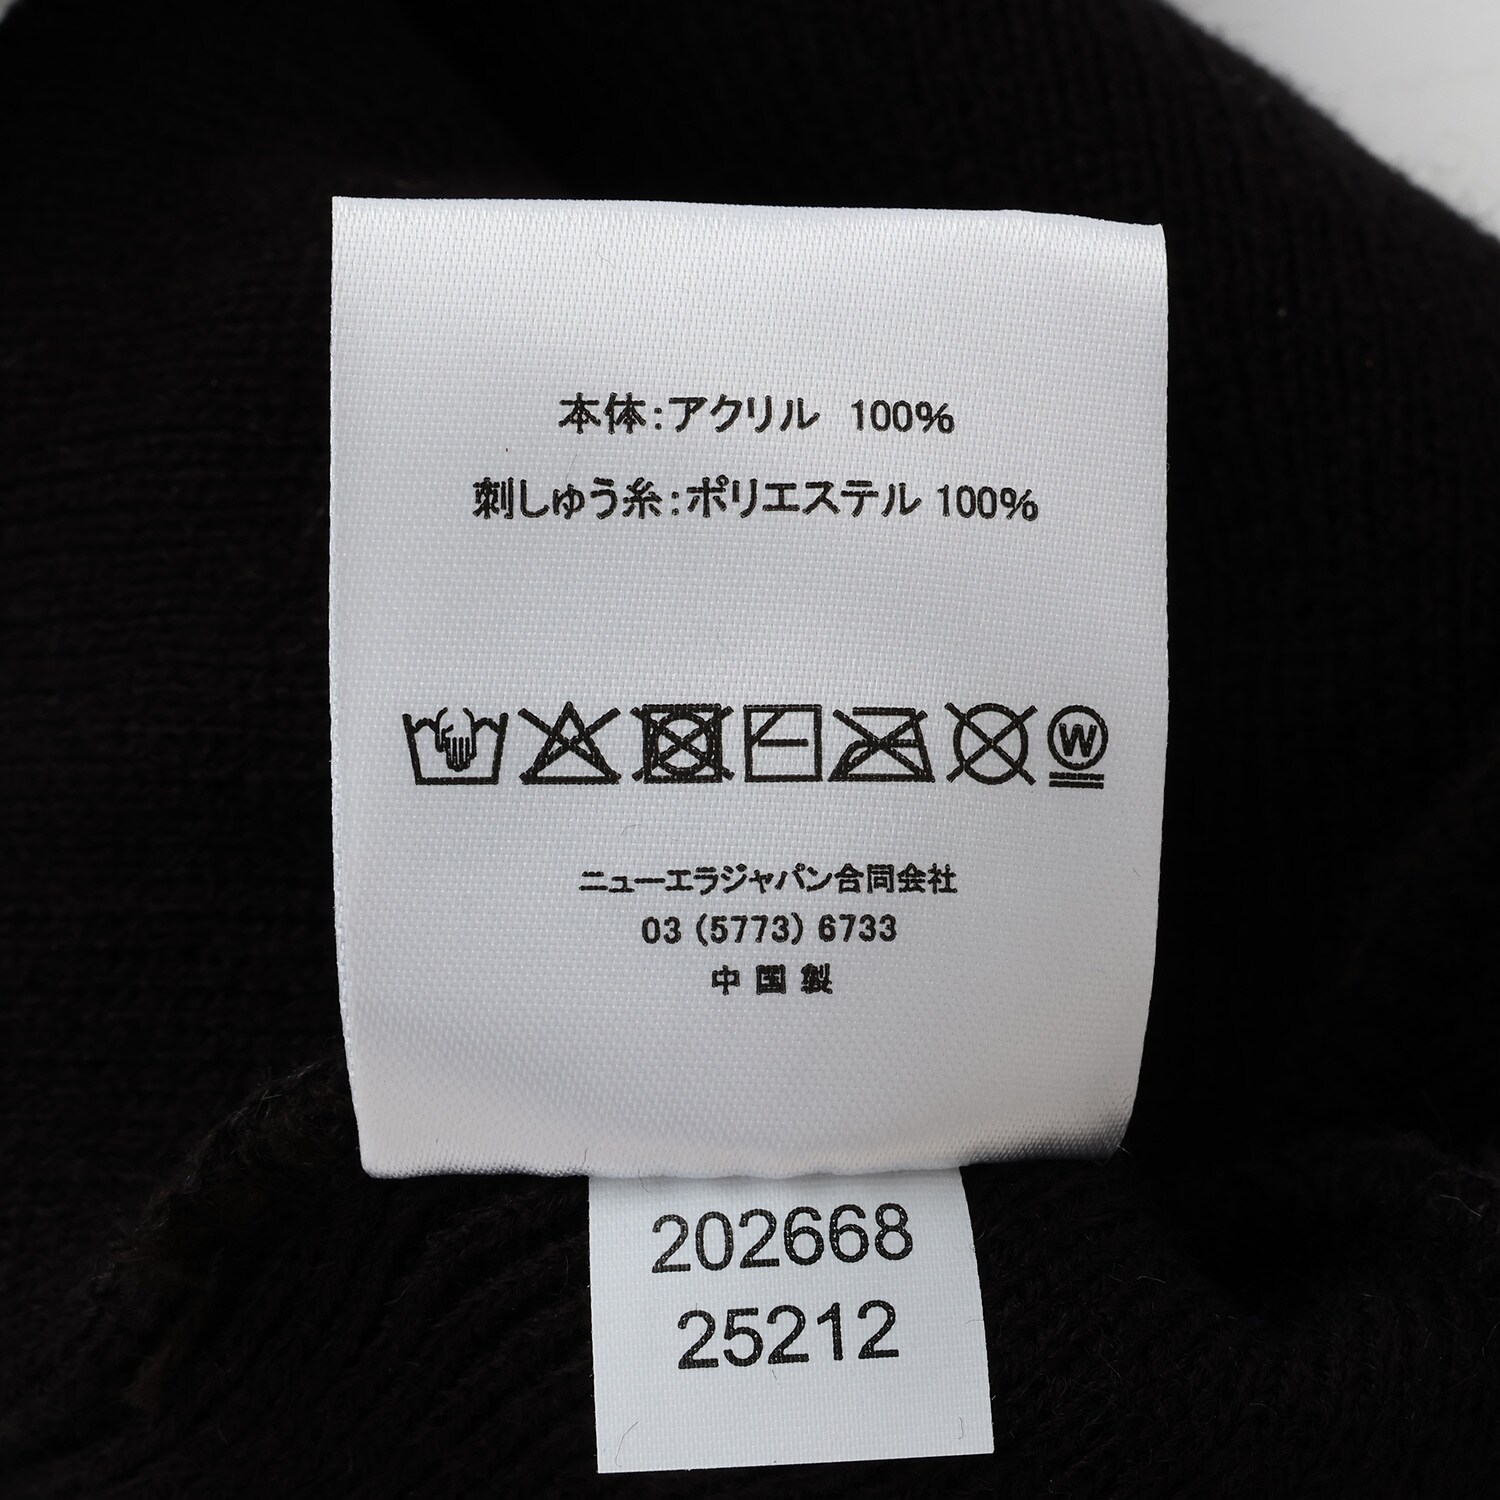 本体：アクリル 100%
刺しゅう糸：ポリエステル 100%
W
ニューエラジャパン合同会社
03 (5773) 6733
中国製
202668
25212